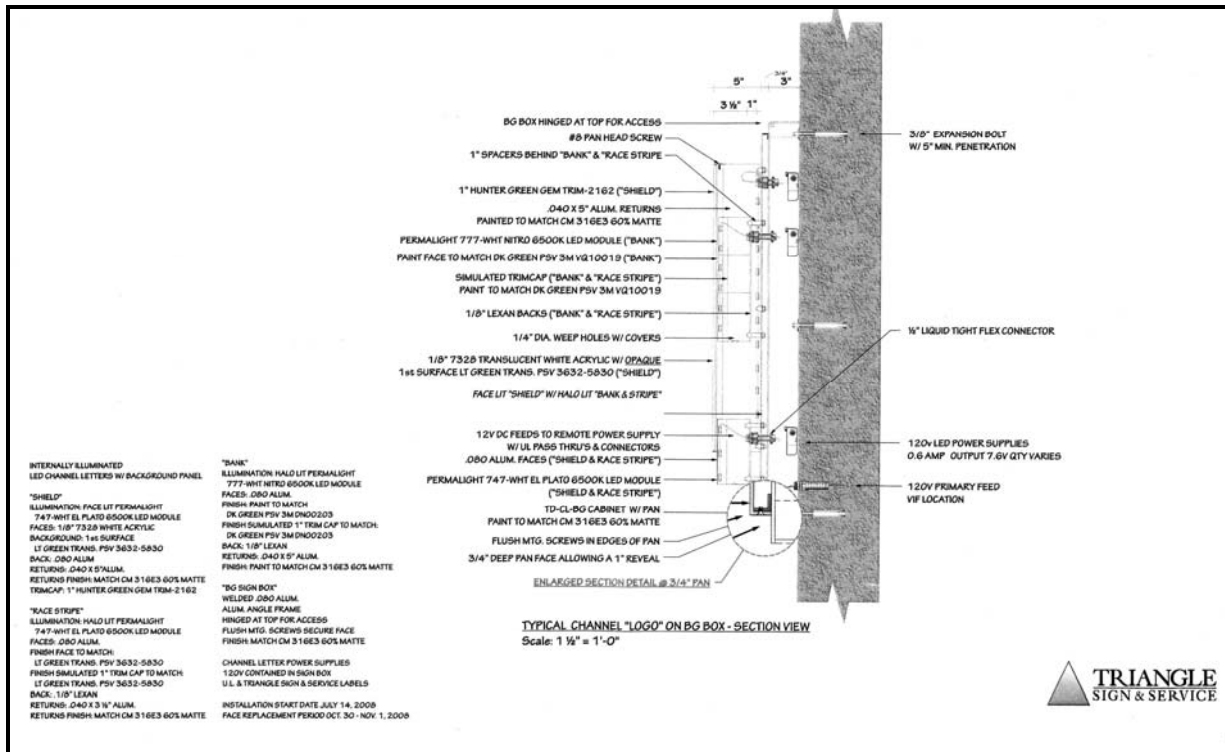 3/4"
5"
3"
3 ½"
1"
BG BOX HINGED AT TOP FOR ACCESS
#8 PAN HEAD SCREW
1" SPACERS BEHIND "BANK" & "RACE STRIPE
1" HUNTER GREEN GEM TRIM-2162 ("SHIELD")
.040 X 5" ALUM. RETURNS
PAINTED TO MATCH CM 316E3 60% MATTE
PERMALIGHT 777-WHT NITRO 6500K LED MODULE ("BANK")
PAINT FACE TO MATCH DK GREEN PSV 3M VQ10019 ("BANK")
SIMULATED TRIMCAP ("BANK" & "RACE STRIPE")
PAINT TO MATCH DK GREEN PSV 3M VQ10019
1/8" LEXAN BACKS ("BANK" & "RACE STRIPE")
1/4" DIA. WEEP HOLES W/ COVERS
1/8" 7328 TRANSLUCENT WHITE ACRYLIC W/ OPAQUE
1st SURFACE LT GREEN TRANS. PSV 3632-5830 ("SHIELD")
FACE LIT "SHIELD" W/ HALO LIT "BANK & STRIPE"
12V DC FEEDS TO REMOTE POWER SUPPLY
W/ UL PASS THRU'S & CONNECTORS
.080 ALUM. FACES ("SHIELD & RACE STRIPE")
PERMALIGHT 747-WHT EL PLATO 6500K LED MODULE
("SHIELD & RACE STRIPE")
TD-CL-BG CABINET W/ PAN
PAINT TO MATCH CM 316E3 60% MATTE
FLUSH MTG. SCREWS IN EDGES OF PAN
3/4" DEEP PAN FACE ALLOWING A 1" REVEAL
ENLARGED SECTION DETAIL @ 3/4" PAN
3/8" EXPANSION BOLT
W/ 5" MIN. PENETRATION
½" LIQUID TIGHT FLEX CONNECTOR
120v LED POWER SUPPLIES
0.6 AMP OUTPUT 7.6V QTY VARIES
120V PRIMARY FEED
VIF LOCATION
TYPICAL CHANNEL "LOGO" ON BG BOX - SECTION VIEW
Scale: 1 ½" = 1'-0"
INTERNALLY ILLUMINATED
LED CHANNEL LETTERS W/ BACKGROUND PANEL
"SHIELD"
ILLUMINATION: FACE LIT PERMALIGHT
747-WHT EL PLATO 6500K LED MODULE
FACES: 1/8" 7328 WHITE ACRYLIC
BACKGROUND: 1st SURFACE
LT GREEN TRANS. PSV 3632-5830
BACK: .080 ALUM
RETURNS: .040 X 5"ALUM.
RETURNS FINISH: MATCH CM 316E3 60% MATTE
TRIMCAP: 1" HUNTER GREEN GEM TRIM-2162
"RACE STRIPE"
ILLUMINATION: HALO LIT PERMALIGHT
747-WHT EL PLATO 6500K LED MODULE
FACES: .080 ALUM.
FINISH FACE TO MATCH:
LT GREEN TRANS. PSV 3632-5830
FINISH SIMULATED 1" TRIM CAP TO MATCH:
LT GREEN TRANS. PSV 3632-5830
BACK: .1/8" LEXAN
RETURNS: .040 X 3 ½" ALUM.
RETURNS FINISH: MATCH CM 316E3 60% MATTE
"BANK"
ILLUMINATION: HALO LIT PERMALIGHT
777-WHT NITRO 6500K LED MODULE
FACES: .080 ALUM.
FINISH: PAINT TO MATCH
DK GREEN PSV 3M DN00203
FINISH SUMULATED 1" TRIM CAP TO MATCH:
DK GREEN PSV 3M DN00203
BACK: 1/8" LEXAN
RETURNS: .040 X 5" ALUM.
FINISH: PAINT TO MATCH CM 316E3 60% MATTE
"BG SIGN BOX"
WELDED .080 ALUM.
ALUM. ANGLE FRAME
HINGED AT TOP FOR ACCESS
FLUSH MTG. SCREWS SECURE FACE
FINISH: MATCH CM 316E3 60% MATTE
CHANNEL LETTER POWER SUPPLIES
120V CONTAINED IN SIGN BOX
U.L. & TRIANGLE SIGN & SERVICE LABELS
INSTALLATION START DATE JULY 14, 2008
FACE REPLACEMENT PERIOD OCT. 30 - NOV. 1, 2008
TRIANGLE
SIGN & SERVICE